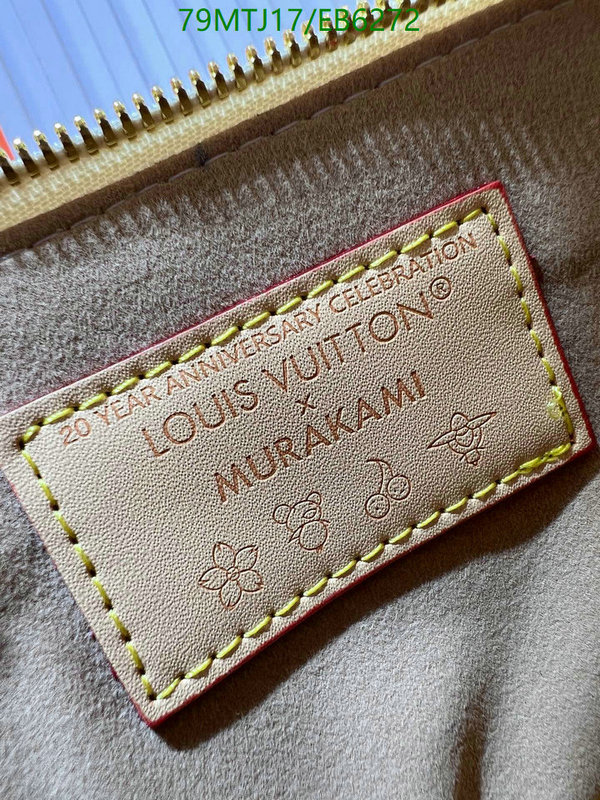 79MTJ17/EB6272
20 YEAR ANNIVERSARY CELEBRATION
LOUIS VUITTON®
×
MURAKAMI